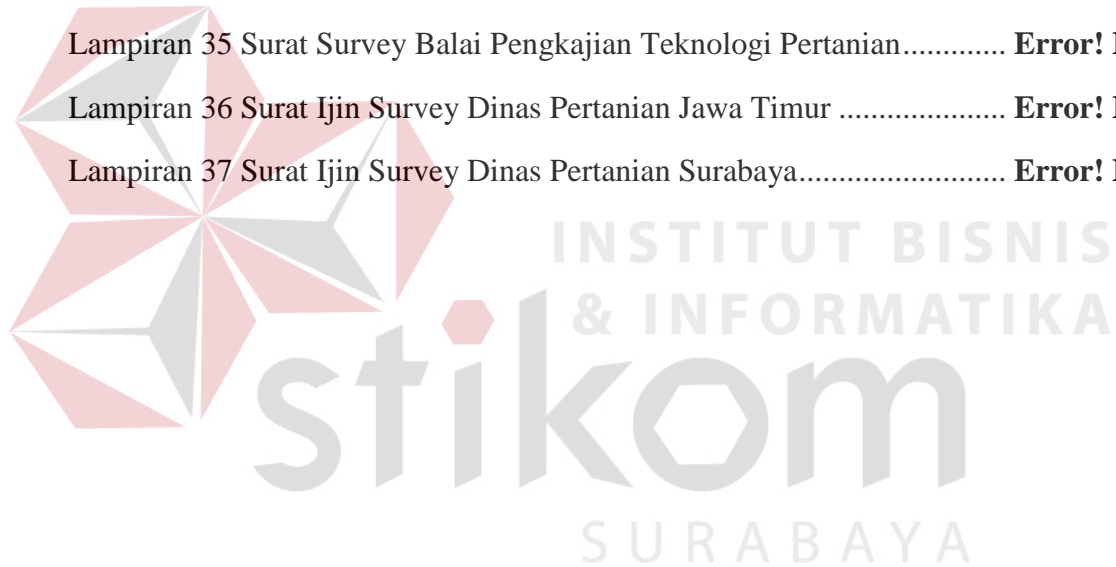 Lampiran 35 Surat Survey Balai Pengkajian Teknologi Pertanian............. Error!
Lampiran 36 Surat Ijin Survey Dinas Pertanian Jawa Timur ..................... Error!
Lampiran 37 Surat Ijin Survey Dinas Pertanian Surabaya.......................... Error!
INSTITUT BISNIS
& INFORMATIKA
stikom
SURABAYA